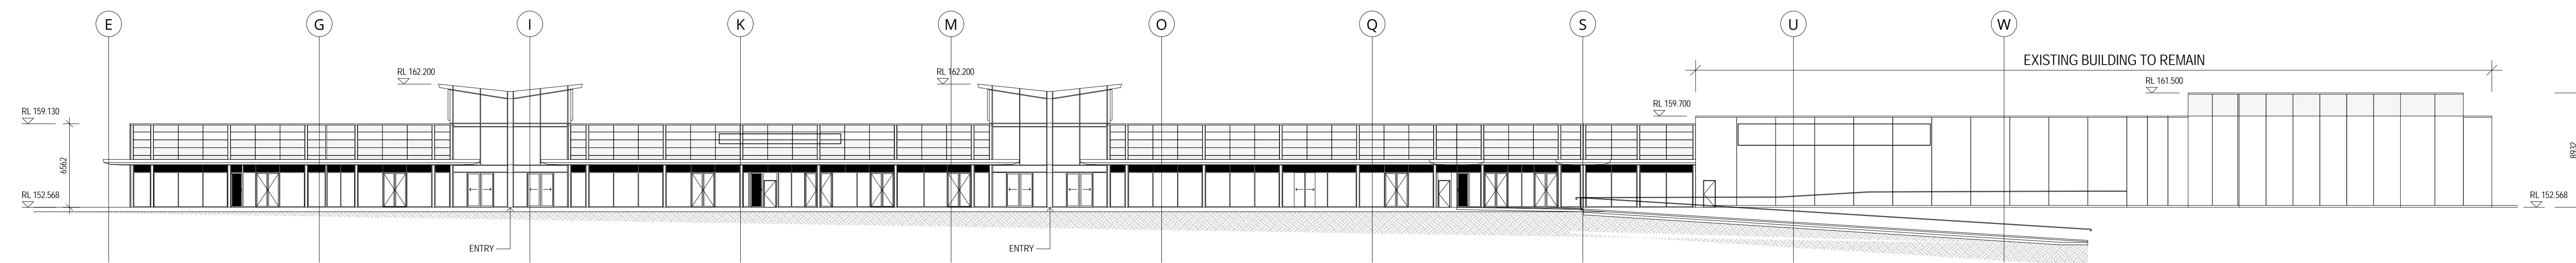 E G I K M O Q S U W
EXISTING BUILDING TO REMAIN
RL 162.200
RL 162.200
RL 161.500
RL 159.130
RL 159.700
6562
8932
RL 152.568
RL 152.568
ENTRY
ENTRY